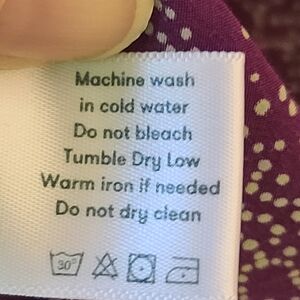 Machine wash
in cold water
Do not bleach
Tumble Dry Low
Warm iron if needed
Do not dry clean
30°